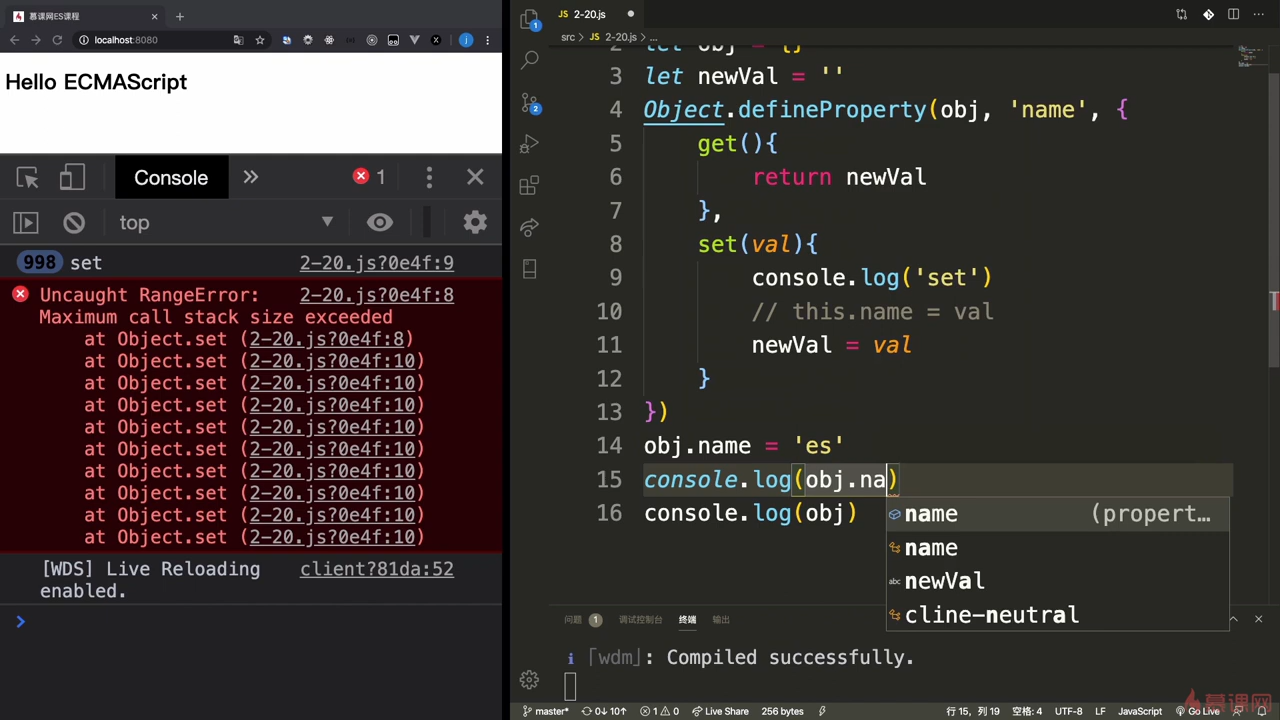 慕课网ES课程
localhost:8080
Hello ECMAScript
Console
1
top
998 set 2-20.js?0e4f:9
Uncaught RangeError: 2-20.js?0e4f:8
Maximum call stack size exceeded
at Object.set (2-20.js?0e4f:8)
at Object.set (2-20.js?0e4f:10)
at Object.set (2-20.js?0e4f:10)
at Object.set (2-20.js?0e4f:10)
at Object.set (2-20.js?0e4f:10)
at Object.set (2-20.js?0e4f:10)
at Object.set (2-20.js?0e4f:10)
at Object.set (2-20.js?0e4f:10)
at Object.set (2-20.js?0e4f:10)
at Object.set (2-20.js?0e4f:10)
[WDS] Live Reloading client?81da:52
enabled.
JS 2-20.js
src > JS 2-20.js > ...
2 let obj = {}
3 let newVal = ''
4 Object.defineProperty(obj, 'name', {
5 get(){
6 return newVal
7 },
8 set(val){
9 console.log('set')
10 // this.name = val
11 newVal = val
12 }
13 })
14 obj.name = 'es'
15 console.log(obj.na)
16 console.log(obj)
name (propert…
name
abc newVal
cline-neutral
问题 1 调试控制台 终端 输出
i ｢wdm｣: Compiled successfully.
master* 0↓ 10↑ 1 0 Live Share 256 bytes 行 15，列 19 空格: 4 UTF-8 LF JavaScript Go Live
慕课网